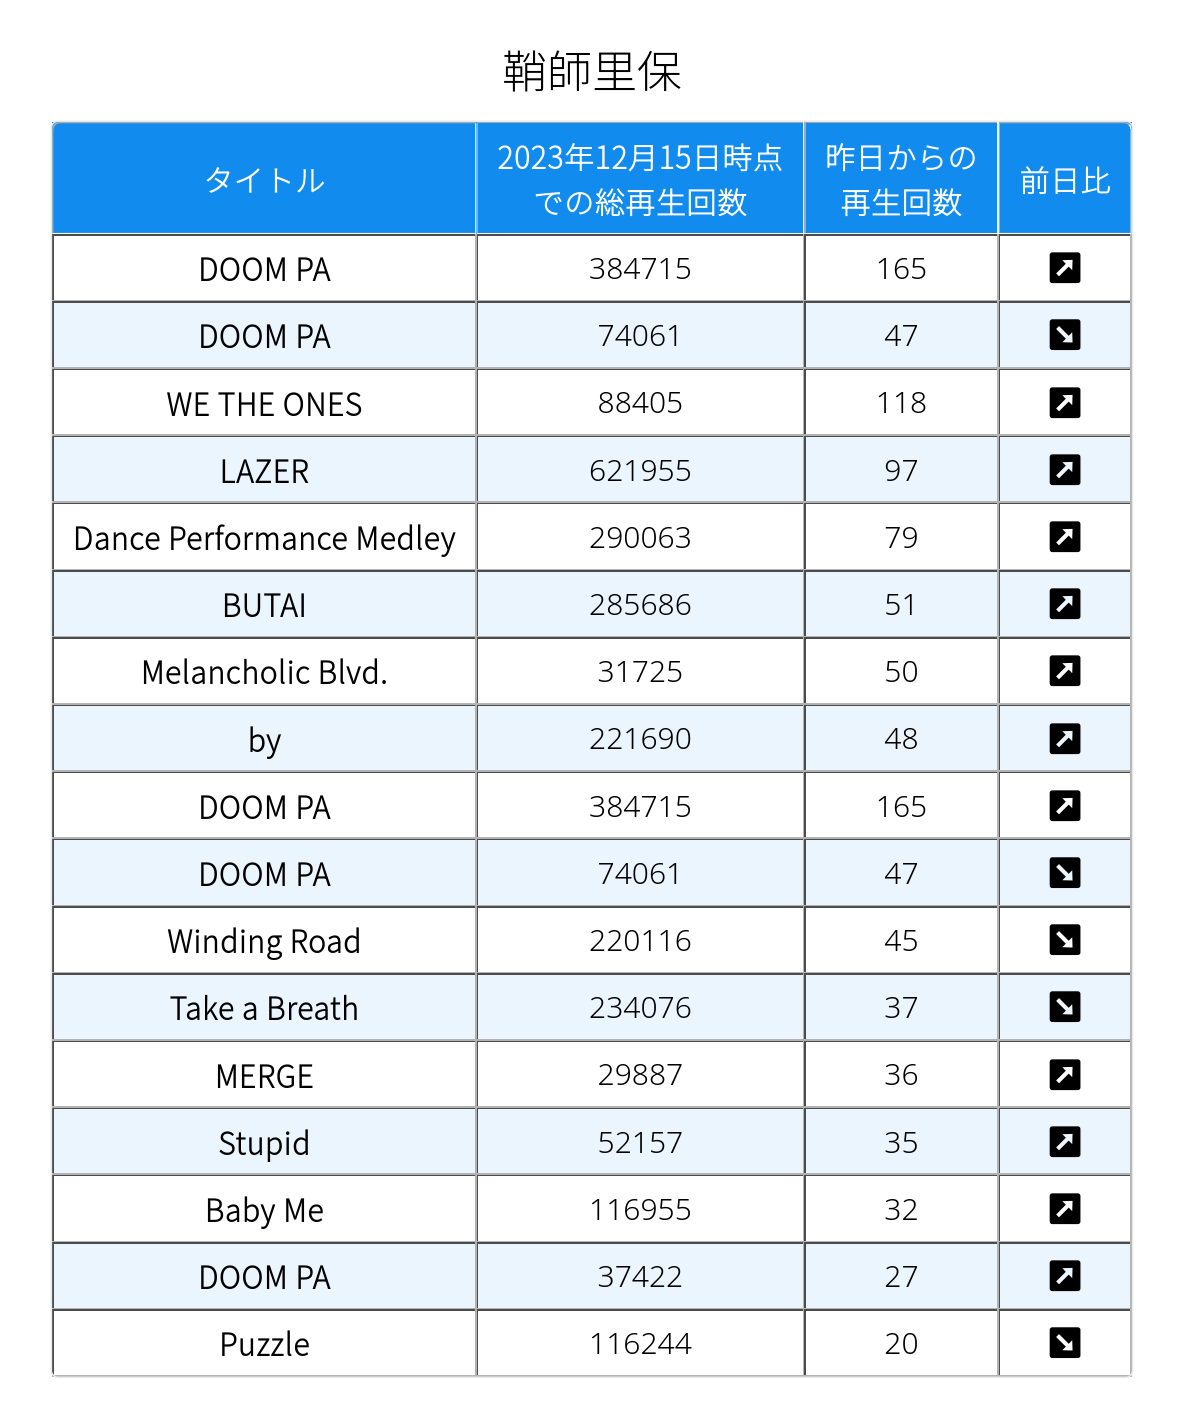 鞘師里保
タイトル 2023年12月15日時点 での総再生回数 昨日からの 再生回数 前日比
DOOM PA 384715 165
DOOM PA 74061 47
WE THE ONES 88405 118
LAZER 621955 97
Dance Performance Medley 290063 79
BUTAI 285686 51
Melancholic Blvd. 31725 50
by 221690 48
DOOM PA 384715 165
DOOM PA 74061 47
Winding Road 220116 45
Take a Breath 234076 37
MERGE 29887 36
Stupid 52157 35
Baby Me 116955 32
DOOM PA 37422 27
Puzzle 116244 20